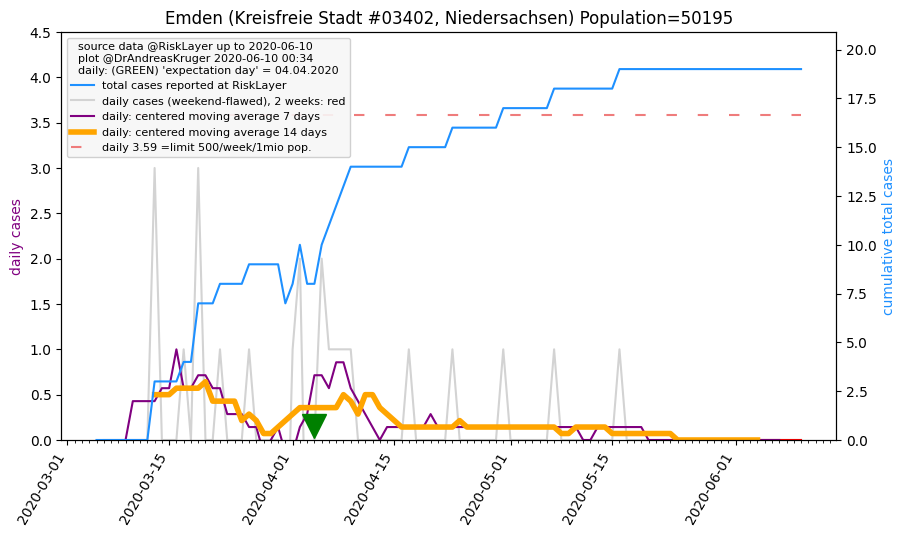 Emden (Kreisfreie Stadt #03402, Niedersachsen) Population=50195
source data @RiskLayer up to 2020-06-10
plot @DrAndreasKruger 2020-06-10 00:34
daily: (GREEN) 'expectation day' = 04.04.2020
total cases reported at RiskLayer
daily cases (weekend-flawed), 2 weeks: red
daily: centered moving average 7 days
daily: centered moving average 14 days
daily 3.59 =limit 500/week/1mio pop.
daily cases
4.5
4.0
3.5
3.0
2.5
2.0
1.5
1.0
0.5
0.0
20.0
17.5
15.0
12.5
10.0
7.5
5.0
2.5
0.0
cumulative total cases
2020-03-01
2020-03-15
2020-04-01
2020-04-15
2020-05-01
2020-05-15
2020-06-01